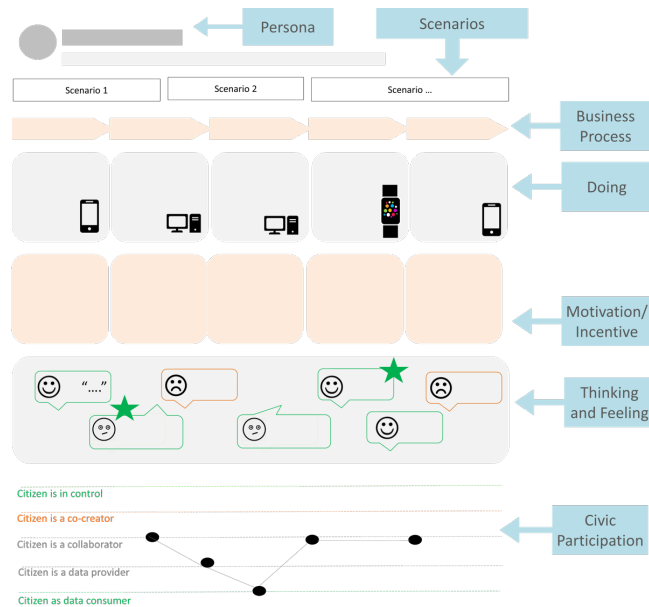 Persona
Scenarios
Scenario 1
Scenario 2
Scenario ...
Business
Process
Doing
Motivation/
Incentive
"...."
Thinking
and Feeling
Citizen is in control
Citizen is a co-creator
Citizen is a collaborator
Citizen is a data provider
Citizen as data consumer
Civic
Participation